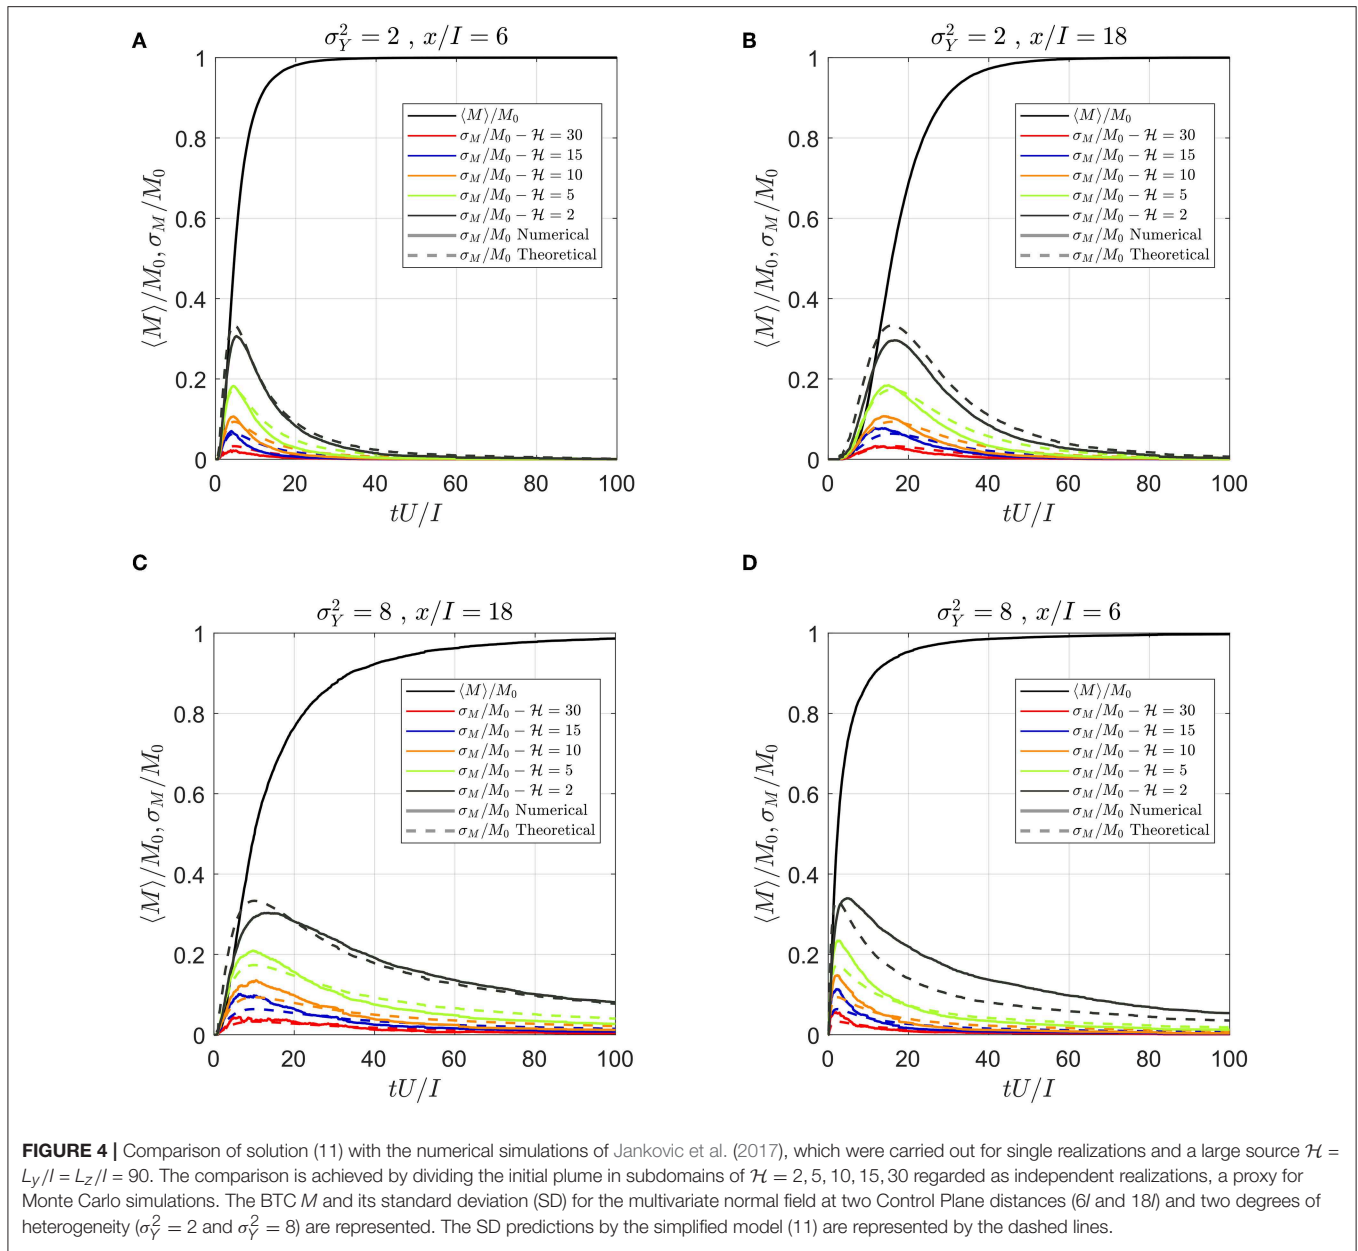 A
σ_Y^2 = 2 , x/I = 6
⟨M⟩/M_0, σ_M/M_0
1
0.8
0.6
0.4
0.2
0
⟨M⟩/M_0
σ_M/M_0 − ℋ = 30
σ_M/M_0 − ℋ = 15
σ_M/M_0 − ℋ = 10
σ_M/M_0 − ℋ = 5
σ_M/M_0 − ℋ = 2
σ_M/M_0 Numerical
σ_M/M_0 Theoretical
0 20 40 60 80 100
tU/I
B
σ_Y^2 = 2 , x/I = 18
⟨M⟩/M_0, σ_M/M_0
1
0.8
0.6
0.4
0.2
0
⟨M⟩/M_0
σ_M/M_0 − ℋ = 30
σ_M/M_0 − ℋ = 15
σ_M/M_0 − ℋ = 10
σ_M/M_0 − ℋ = 5
σ_M/M_0 − ℋ = 2
σ_M/M_0 Numerical
σ_M/M_0 Theoretical
0 20 40 60 80 100
tU/I
C
σ_Y^2 = 8 , x/I = 18
⟨M⟩/M_0, σ_M/M_0
1
0.8
0.6
0.4
0.2
0
⟨M⟩/M_0
σ_M/M_0 − ℋ = 30
σ_M/M_0 − ℋ = 15
σ_M/M_0 − ℋ = 10
σ_M/M_0 − ℋ = 5
σ_M/M_0 − ℋ = 2
σ_M/M_0 Numerical
σ_M/M_0 Theoretical
0 20 40 60 80 100
tU/I
D
σ_Y^2 = 8 , x/I = 6
⟨M⟩/M_0, σ_M/M_0
1
0.8
0.6
0.4
0.2
0
⟨M⟩/M_0
σ_M/M_0 − ℋ = 30
σ_M/M_0 − ℋ = 15
σ_M/M_0 − ℋ = 10
σ_M/M_0 − ℋ = 5
σ_M/M_0 − ℋ = 2
σ_M/M_0 Numerical
σ_M/M_0 Theoretical
0 20 40 60 80 100
tU/I
FIGURE 4 | Comparison of solution (11) with the numerical simulations of Jankovic et al. (2017), which were carried out for single realizations and a large source ℋ =
L_y/I = L_z/I = 90. The comparison is achieved by dividing the initial plume in subdomains of ℋ = 2, 5, 10, 15, 30 regarded as independent realizations, a proxy for
Monte Carlo simulations. The BTC M and its standard deviation (SD) for the multivariate normal field at two Control Plane distances (6I and 18I) and two degrees of
heterogeneity (σ_Y^2 = 2 and σ_Y^2 = 8) are represented. The SD predictions by the simplified model (11) are represented by the dashed lines.